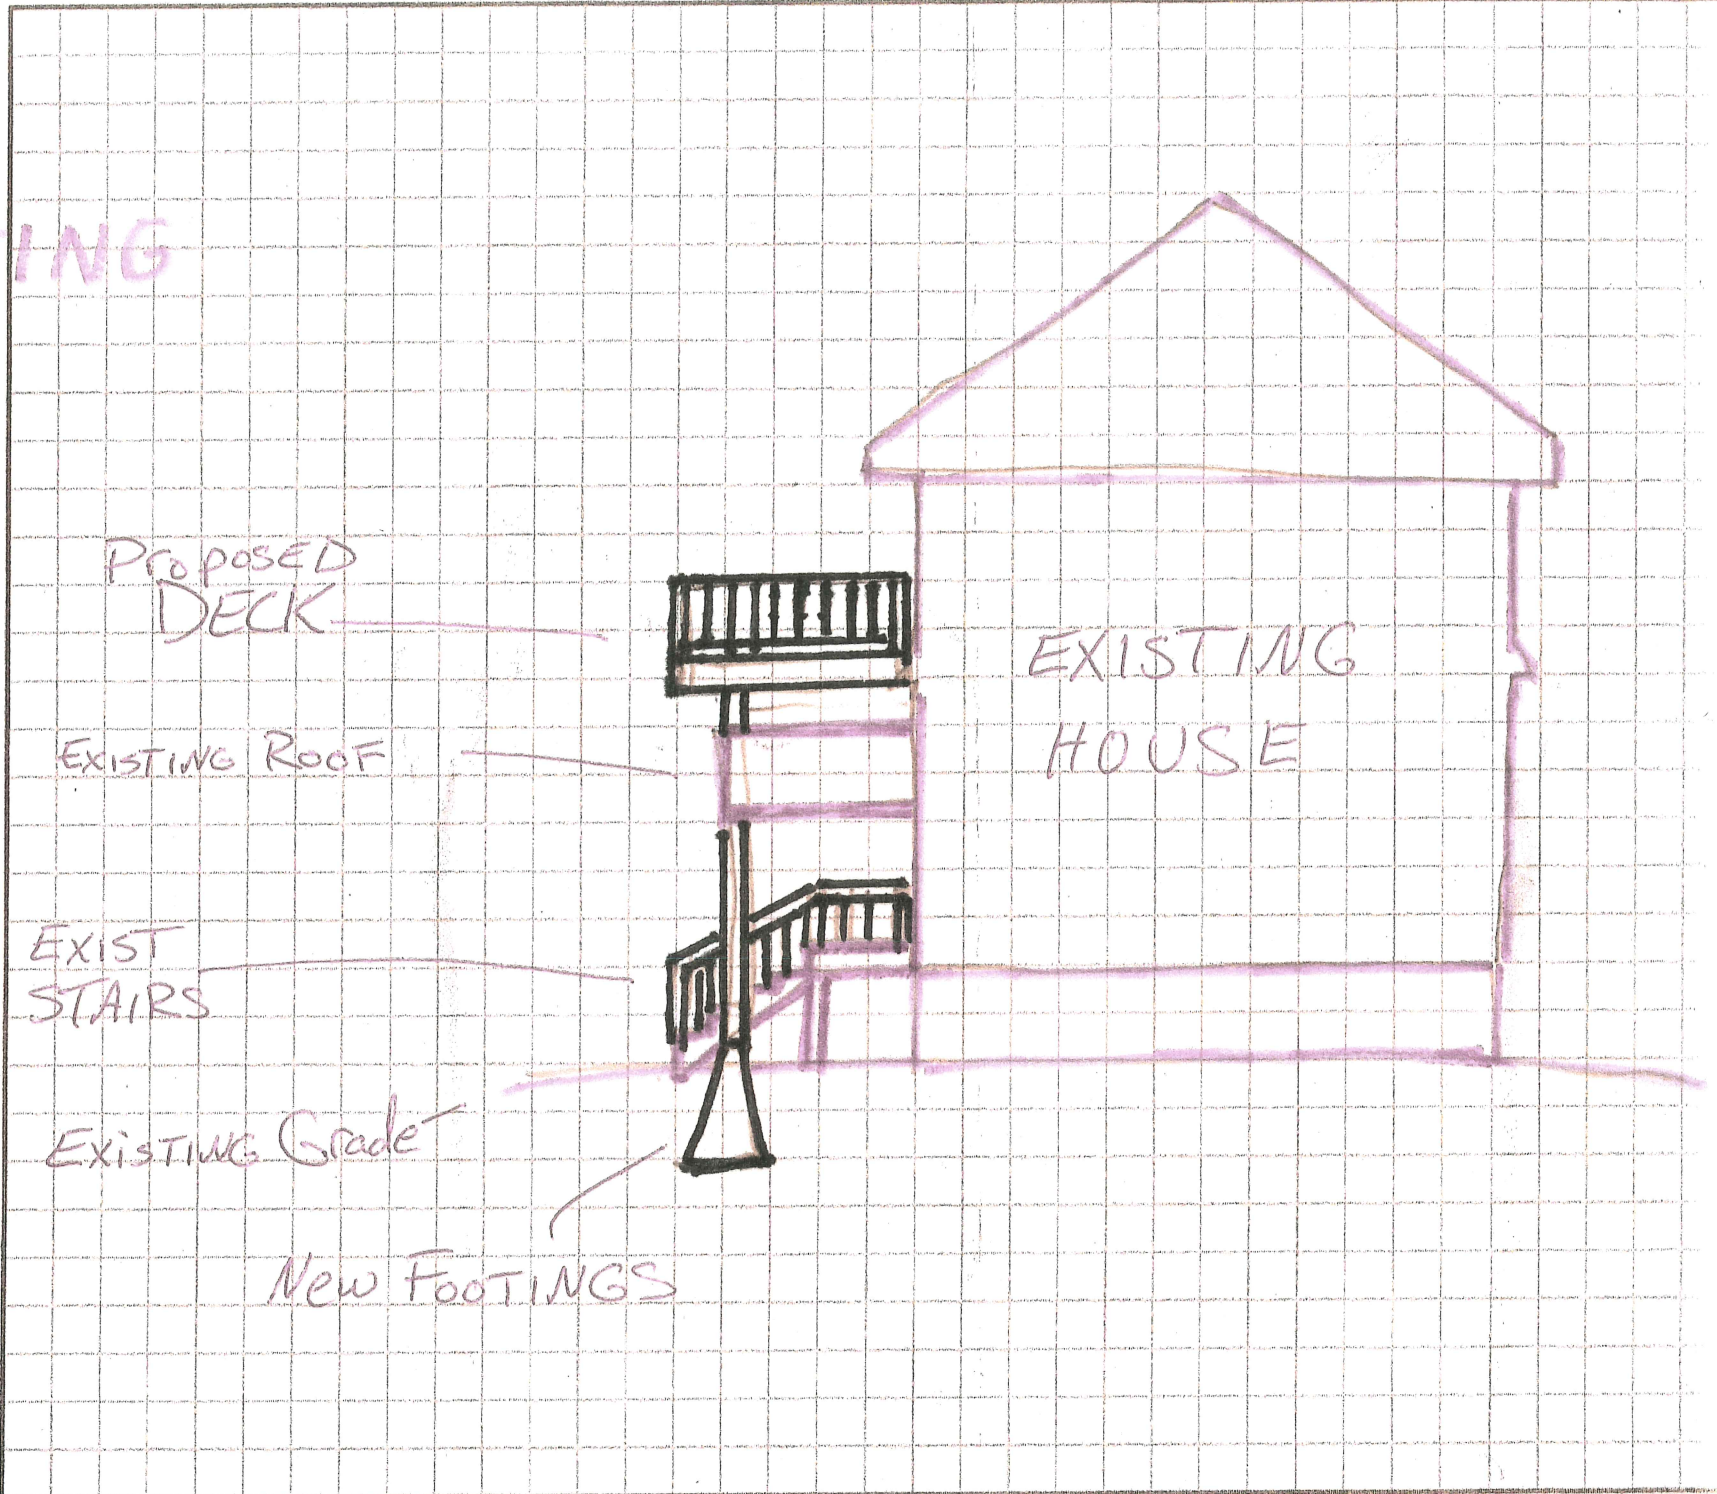 ING
PropoSED
DECK
EXISTING
HOUSE
EXISTING ROOF
EXIST
STAIRS
EXiSTING Grade
New FOOTINGS